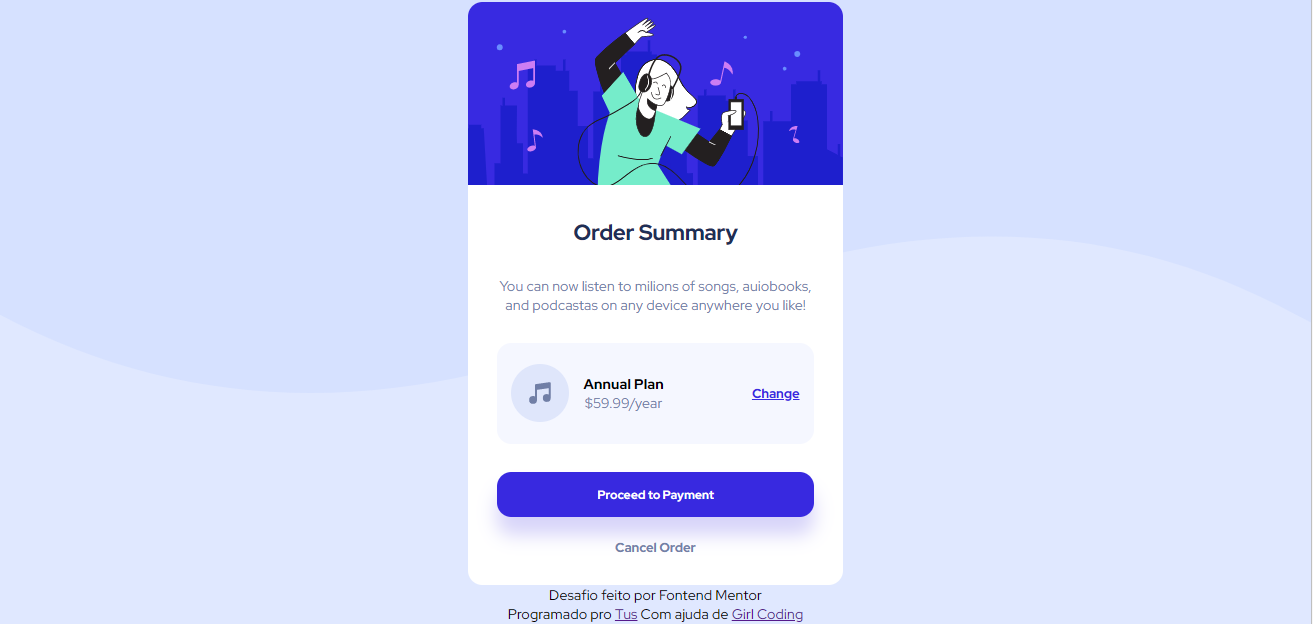 Order Summary
You can now listen to milions of songs, auiobooks,
and podcastas on any device anywhere you like!
Annual Plan
$59.99/year
Change
Proceed to Payment
Cancel Order
Desafio feito por Fontend Mentor
Programado pro Tus Com ajuda de Girl Coding